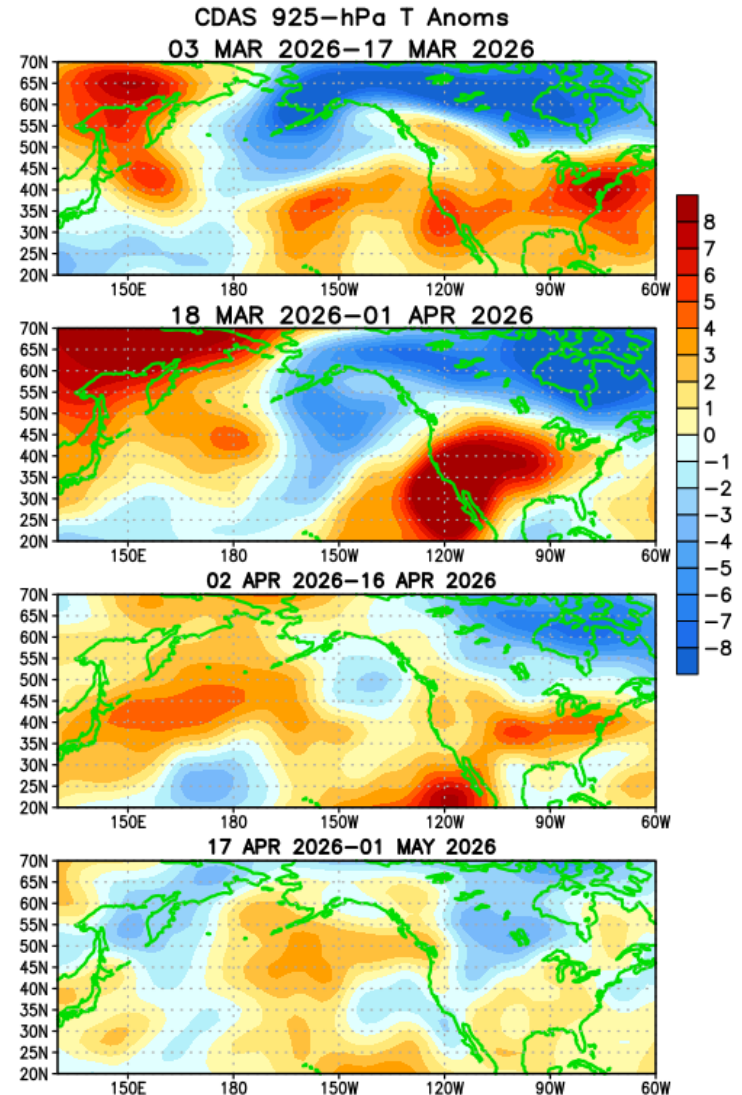 CDAS 925-hPa T Anoms
03 MAR 2026-17 MAR 2026
70N
65N
60N
55N
50N
45N
40N
35N
30N
25N
20N
150E 180 150W 120W 90W 60W
18 MAR 2026-01 APR 2026
70N
65N
60N
55N
50N
45N
40N
35N
30N
25N
20N
150E 180 150W 120W 90W 60W
02 APR 2026-16 APR 2026
70N
65N
60N
55N
50N
45N
40N
35N
30N
25N
20N
150E 180 150W 120W 90W 60W
17 APR 2026-01 MAY 2026
70N
65N
60N
55N
50N
45N
40N
35N
30N
25N
20N
150E 180 150W 120W 90W 60W
8
7
6
5
4
3
2
1
0
-1
-2
-3
-4
-5
-6
-7
-8